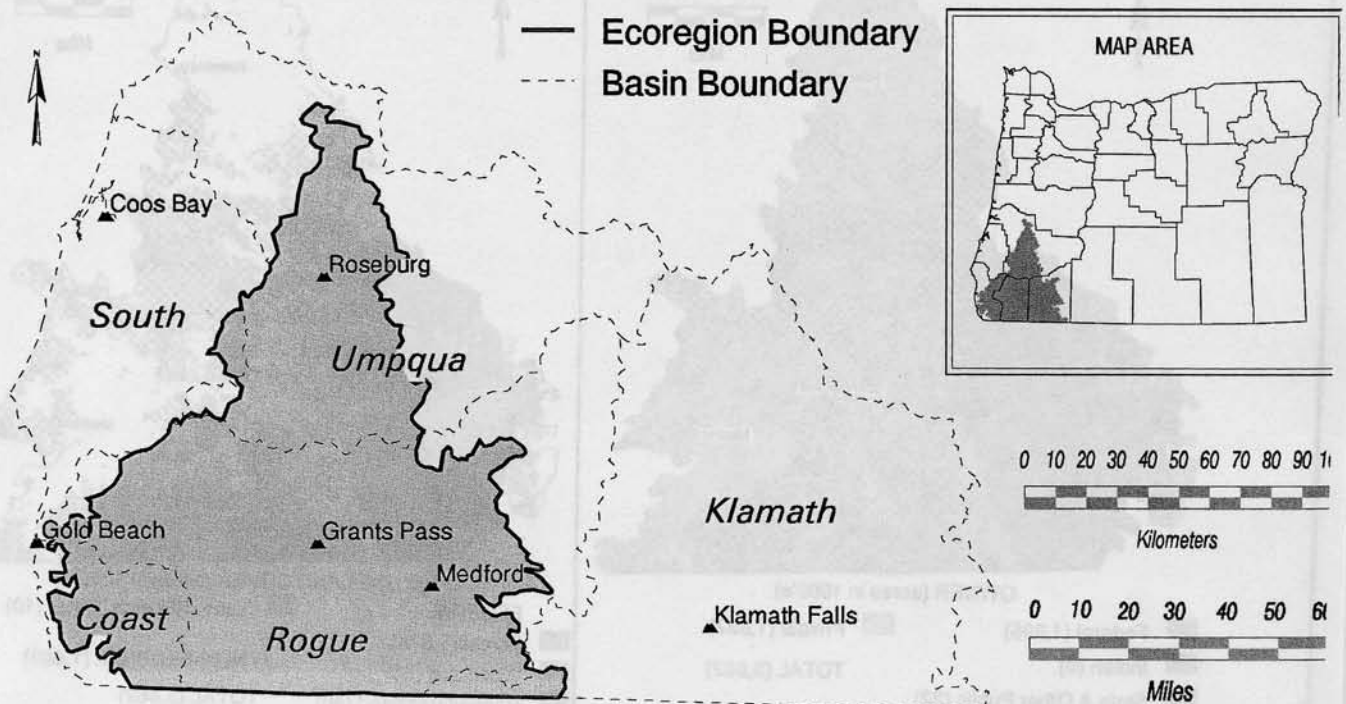 Ecoregion Boundary
Basin Boundary
MAP AREA
Coos Bay
Roseburg
South
Umpqua
0 10 20 30 40 50 60 70 80 90
Kilometers
Klamath
Gold Beach
Grants Pass
Medford
Coast
Rogue
Klamath Falls
0 10 20 30 40 50
Miles
TOTAL